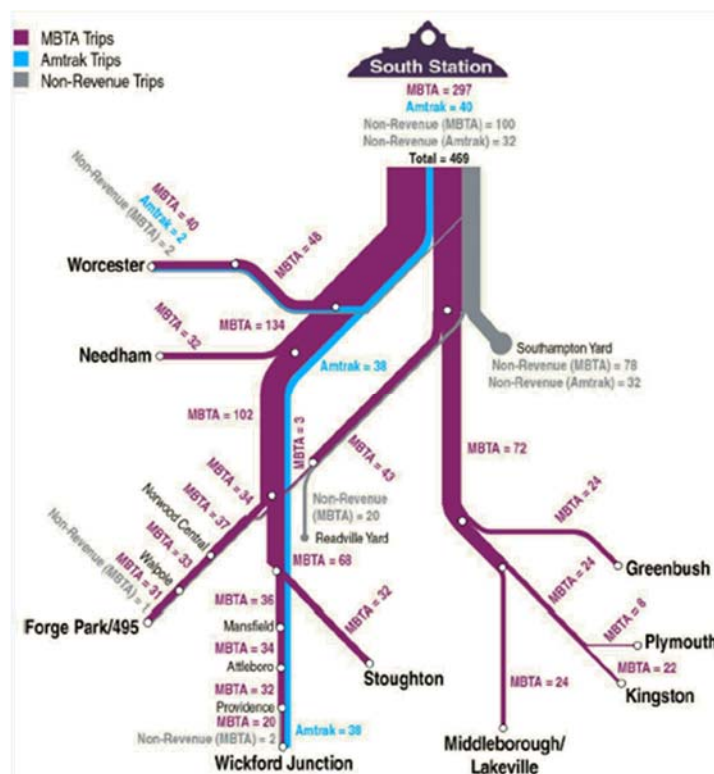 MBTA Trips
Amtrak Trips
Non-Revenue Trips
South Station
MBTA = 297
Amtrak = 40
Non-Revenue (MBTA) = 100
Non-Revenue (Amtrak) = 32
Total = 469
Non-Revenue (MBTA) = 2
MBTA = 40
Amtrak = 2
MBTA = 48
Worcester
MBTA = 134
MBTA = 32
Needham
Southampton Yard
Non-Revenue (MBTA) = 78
Non-Revenue (Amtrak) = 32
Amtrak = 38
MBTA = 102
MBTA = 3
MBTA = 43
MBTA = 72
MBTA = 34
MBTA = 37
Norwood Central
MBTA = 33
Walpole
MBTA = 31
Non-Revenue (MBTA) = 1
Forge Park/495
Non-Revenue
(MBTA) = 20
Readville Yard
MBTA = 68
MBTA = 24
Greenbush
MBTA = 24
MBTA = 36
MBTA = 32
Mansfield
MBTA = 34
Attleboro
Stoughton
MBTA = 6
Plymouth
MBTA = 22
Kingston
MBTA = 32
Providence
MBTA = 20
Non-Revenue (MBTA) = 2
Amtrak = 38
Wickford Junction
MBTA = 24
Middleborough/
Lakeville